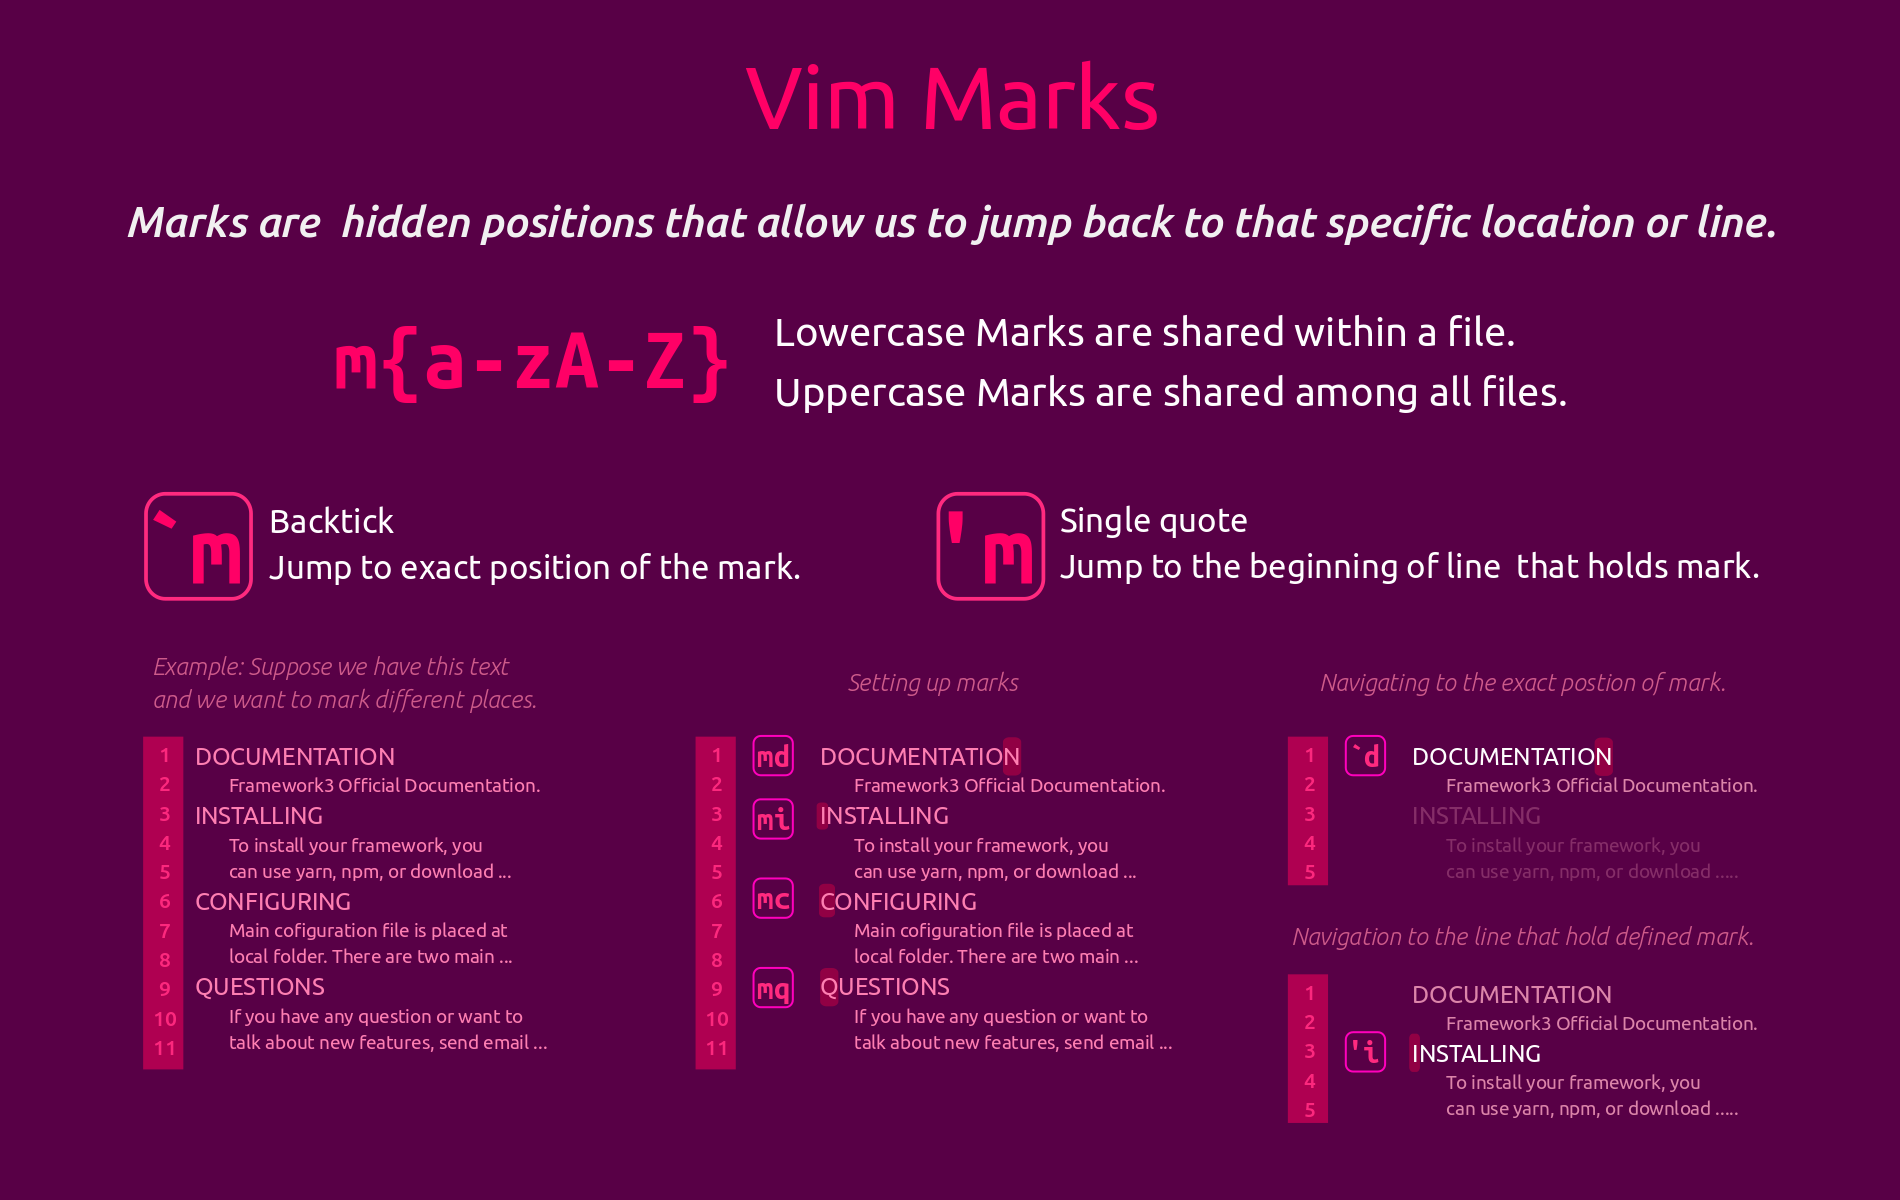 Vim Marks
Marks are  hidden positions that allow us to jump back to that specific location or line.
m{a-zA-Z}
Lowercase Marks are shared within a file.
Uppercase Marks are shared among all files.
`m
Backtick
Jump to exact position of the mark.
'm
Single quote
Jump to the beginning of line  that holds mark.
Example: Suppose we have this text
and we want to mark different places.
1 DOCUMENTATION
2 Framework3 Official Documentation.
3 INSTALLING
4 To install your framework, you
5 can use yarn, npm, or download ...
6 CONFIGURING
7 Main cofiguration file is placed at
8 local folder. There are two main ...
9 QUESTIONS
10 If you have any question or want to
11 talk about new features, send email ...
Setting up marks
1 md DOCUMENTATION
2 Framework3 Official Documentation.
3 mi INSTALLING
4 To install your framework, you
5 can use yarn, npm, or download ...
6 mc CONFIGURING
7 Main cofiguration file is placed at
8 local folder. There are two main ...
9 mq QUESTIONS
10 If you have any question or want to
11 talk about new features, send email ...
Navigating to the exact postion of mark.
1 `d DOCUMENTATION
2 Framework3 Official Documentation.
3 INSTALLING
4 To install your framework, you
5 can use yarn, npm, or download .....
Navigation to the line that hold defined mark.
1 DOCUMENTATION
2 Framework3 Official Documentation.
3 'i INSTALLING
4 To install your framework, you
5 can use yarn, npm, or download .....